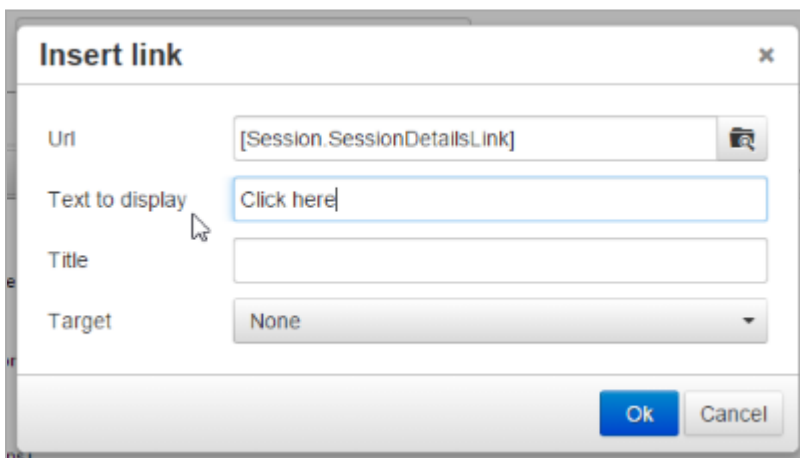 Insert link ×
Url [Session.SessionDetailsLink]
Text to display Click here
Title
Target None
Ok Cancel